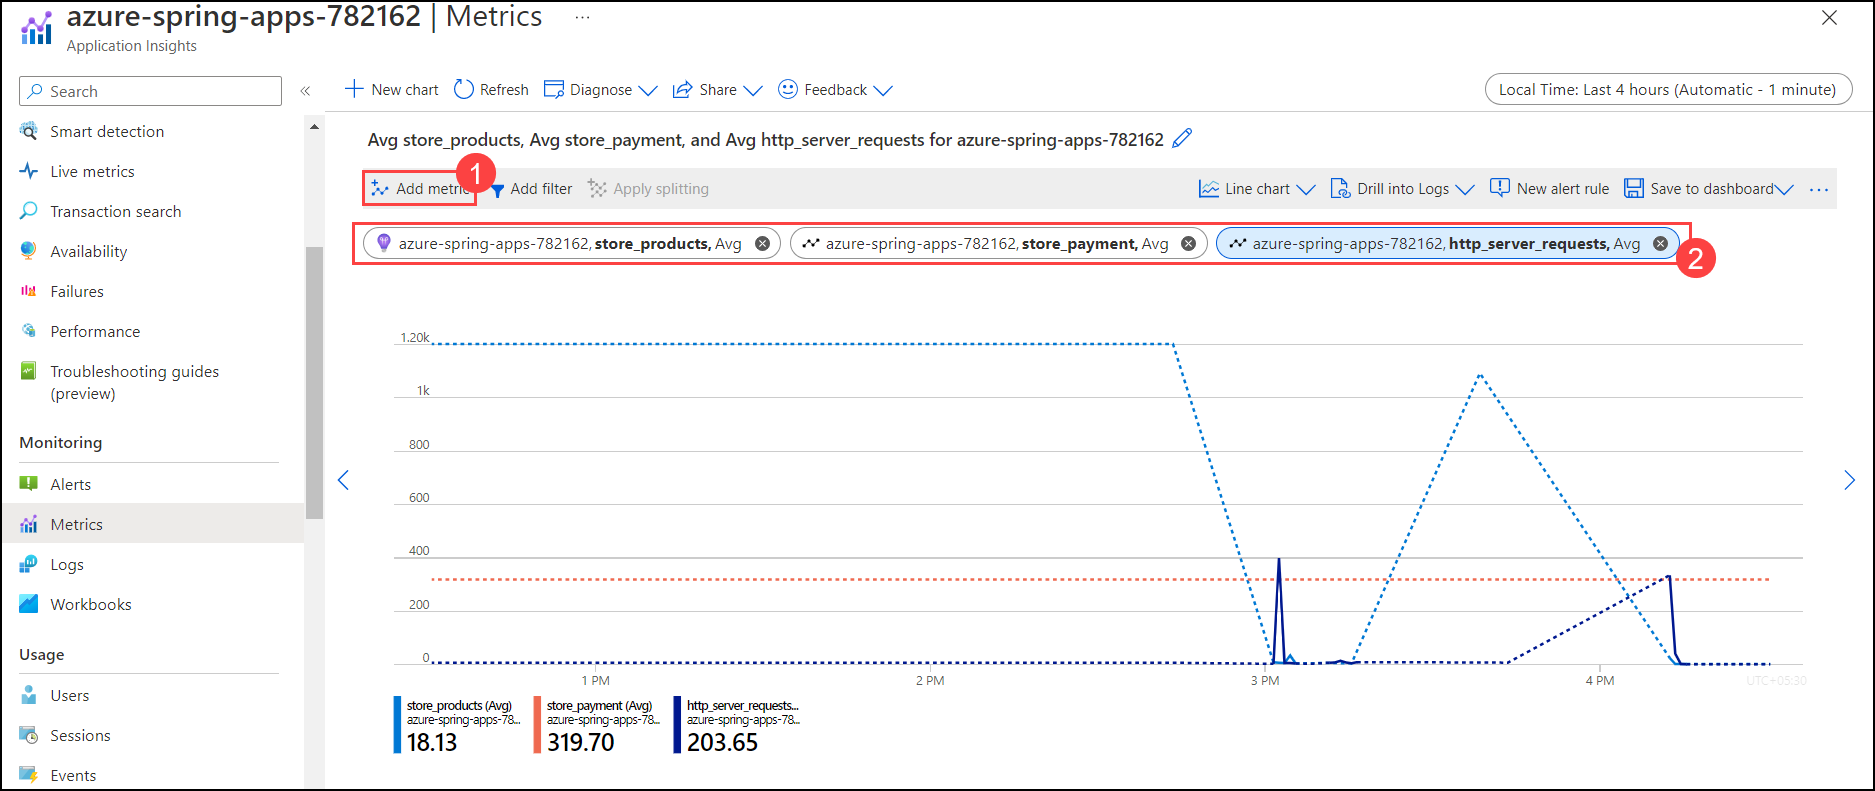 azure-spring-apps-782162 | Metrics ...
Application Insights
Search
«
New chart
Refresh
Diagnose
Share
Feedback
Local Time: Last 4 hours (Automatic - 1 minute)
Smart detection
Live metrics
Transaction search
Availability
Failures
Performance
Troubleshooting guides
(preview)
Monitoring
Alerts
Metrics
Logs
Workbooks
Usage
Users
Sessions
Events
Avg store_products, Avg store_payment, and Avg http_server_requests for azure-spring-apps-782162
Add metric
1
Add filter
Apply splitting
Line chart
Drill into Logs
New alert rule
Save to dashboard
...
azure-spring-apps-782162, store_products, Avg
azure-spring-apps-782162, store_payment, Avg
azure-spring-apps-782162, http_server_requests, Avg
2
1.20k
1k
800
600
400
200
0
1 PM
2 PM
3 PM
4 PM
UTC+05:30
store_products (Avg)
azure-spring-apps-78...
18.13
store_payment (Avg)
azure-spring-apps-78...
319.70
http_server_requests...
azure-spring-apps-78...
203.65